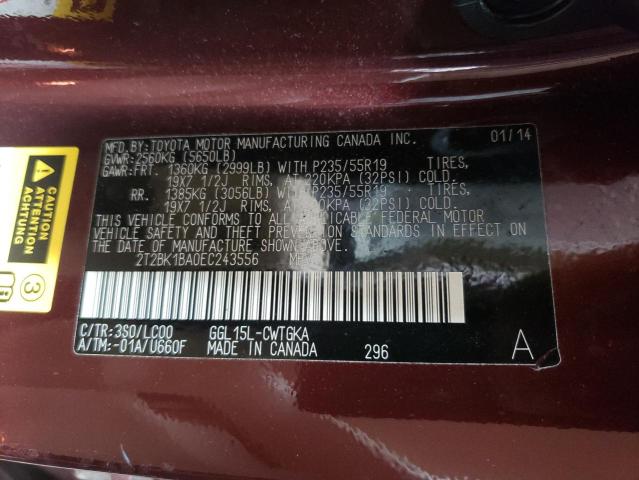 MFD.BY:TOYOTA MOTOR MANUFACTURING CANADA INC. 01/14
GVWR:2560KG (5650LB)
GAWR:FRT. 1360KG (2999LB) WITH P235/55R19 TIRES,
19X7 1/2J RIMS, AT 220KPA (32PSI) COLD.
RR. 1385KG (3056LB) WITH P235/55R19 TIRES,
19X7 1/2J RIMS, AT 220KPA (32PSI) COLD.
THIS VEHICLE CONFORMS TO ALL APPLICABLE FEDERAL MOTOR
VEHICLE SAFETY AND THEFT STANDARDS IN EFFECT ON
THE DATE OF MANUFACTURE SHOWN ABOVE.
2T2BK1BA0EC243556
C/TR:3S0/LC00 GGL15L-CWTGKA
A/TM:-01A/U660F MADE IN CANADA 296 A
CAUTION
ATTENTION
ACHTUNG
3